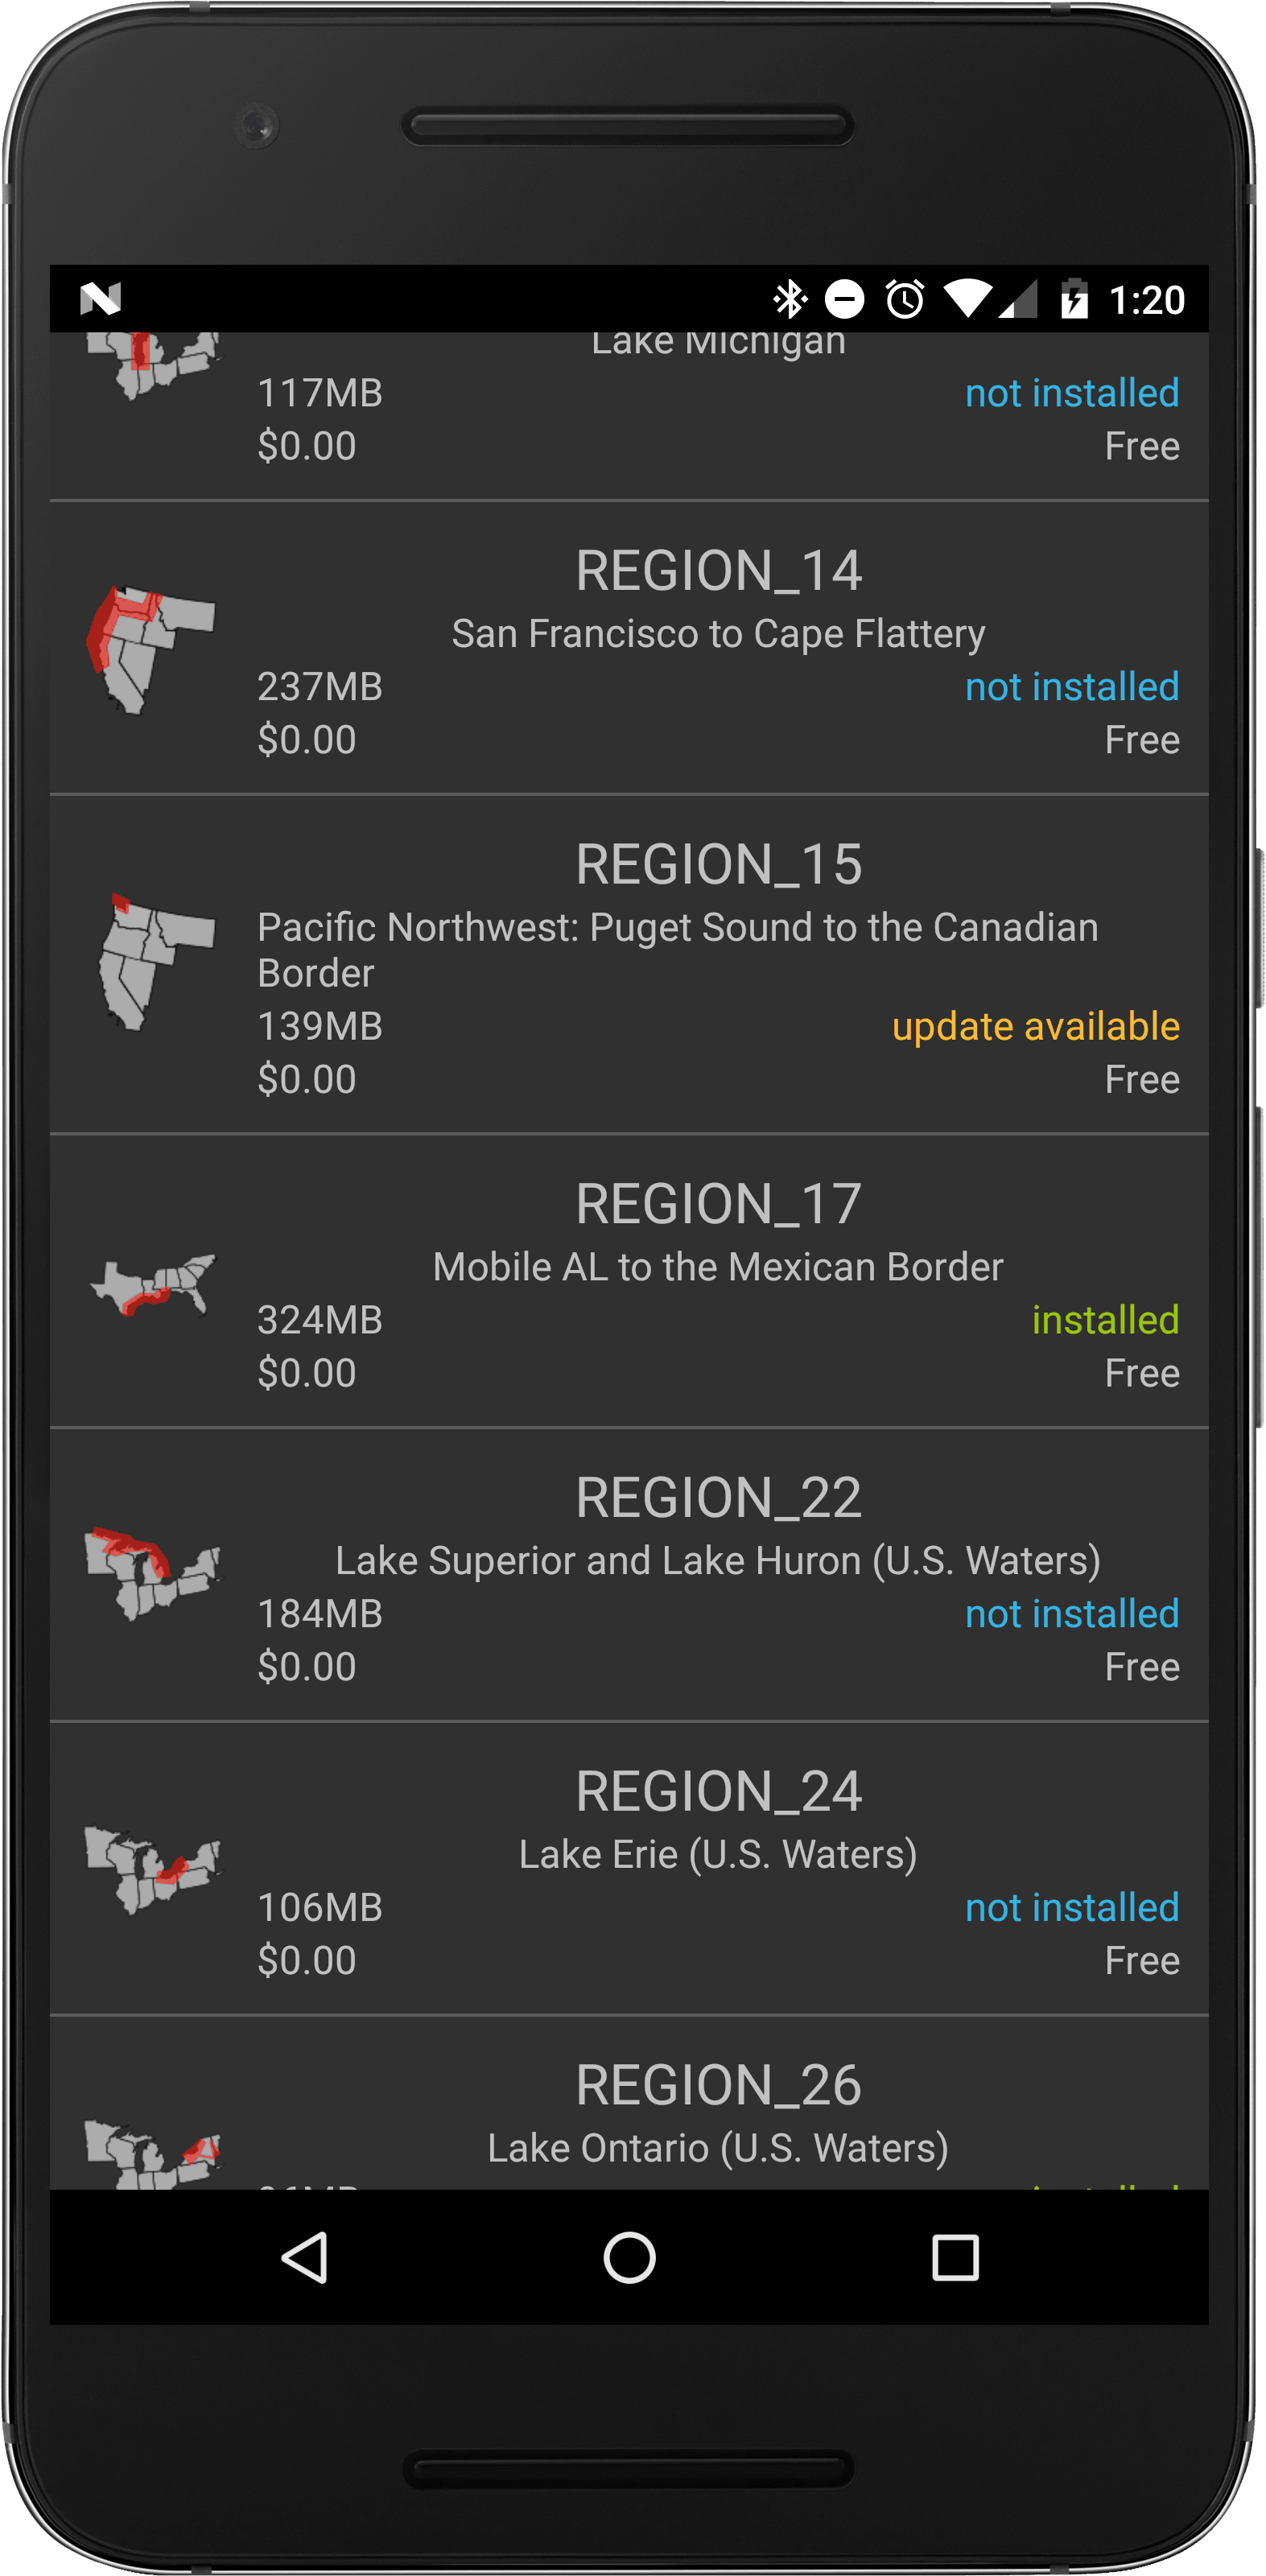 1:20
Lake Michigan
117MB not installed
$0.00 Free
REGION_14
San Francisco to Cape Flattery
237MB not installed
$0.00 Free
REGION_15
Pacific Northwest: Puget Sound to the Canadian
Border
139MB update available
$0.00 Free
REGION_17
Mobile AL to the Mexican Border
324MB installed
$0.00 Free
REGION_22
Lake Superior and Lake Huron (U.S. Waters)
184MB not installed
$0.00 Free
REGION_24
Lake Erie (U.S. Waters)
106MB not installed
$0.00 Free
REGION_26
Lake Ontario (U.S. Waters)